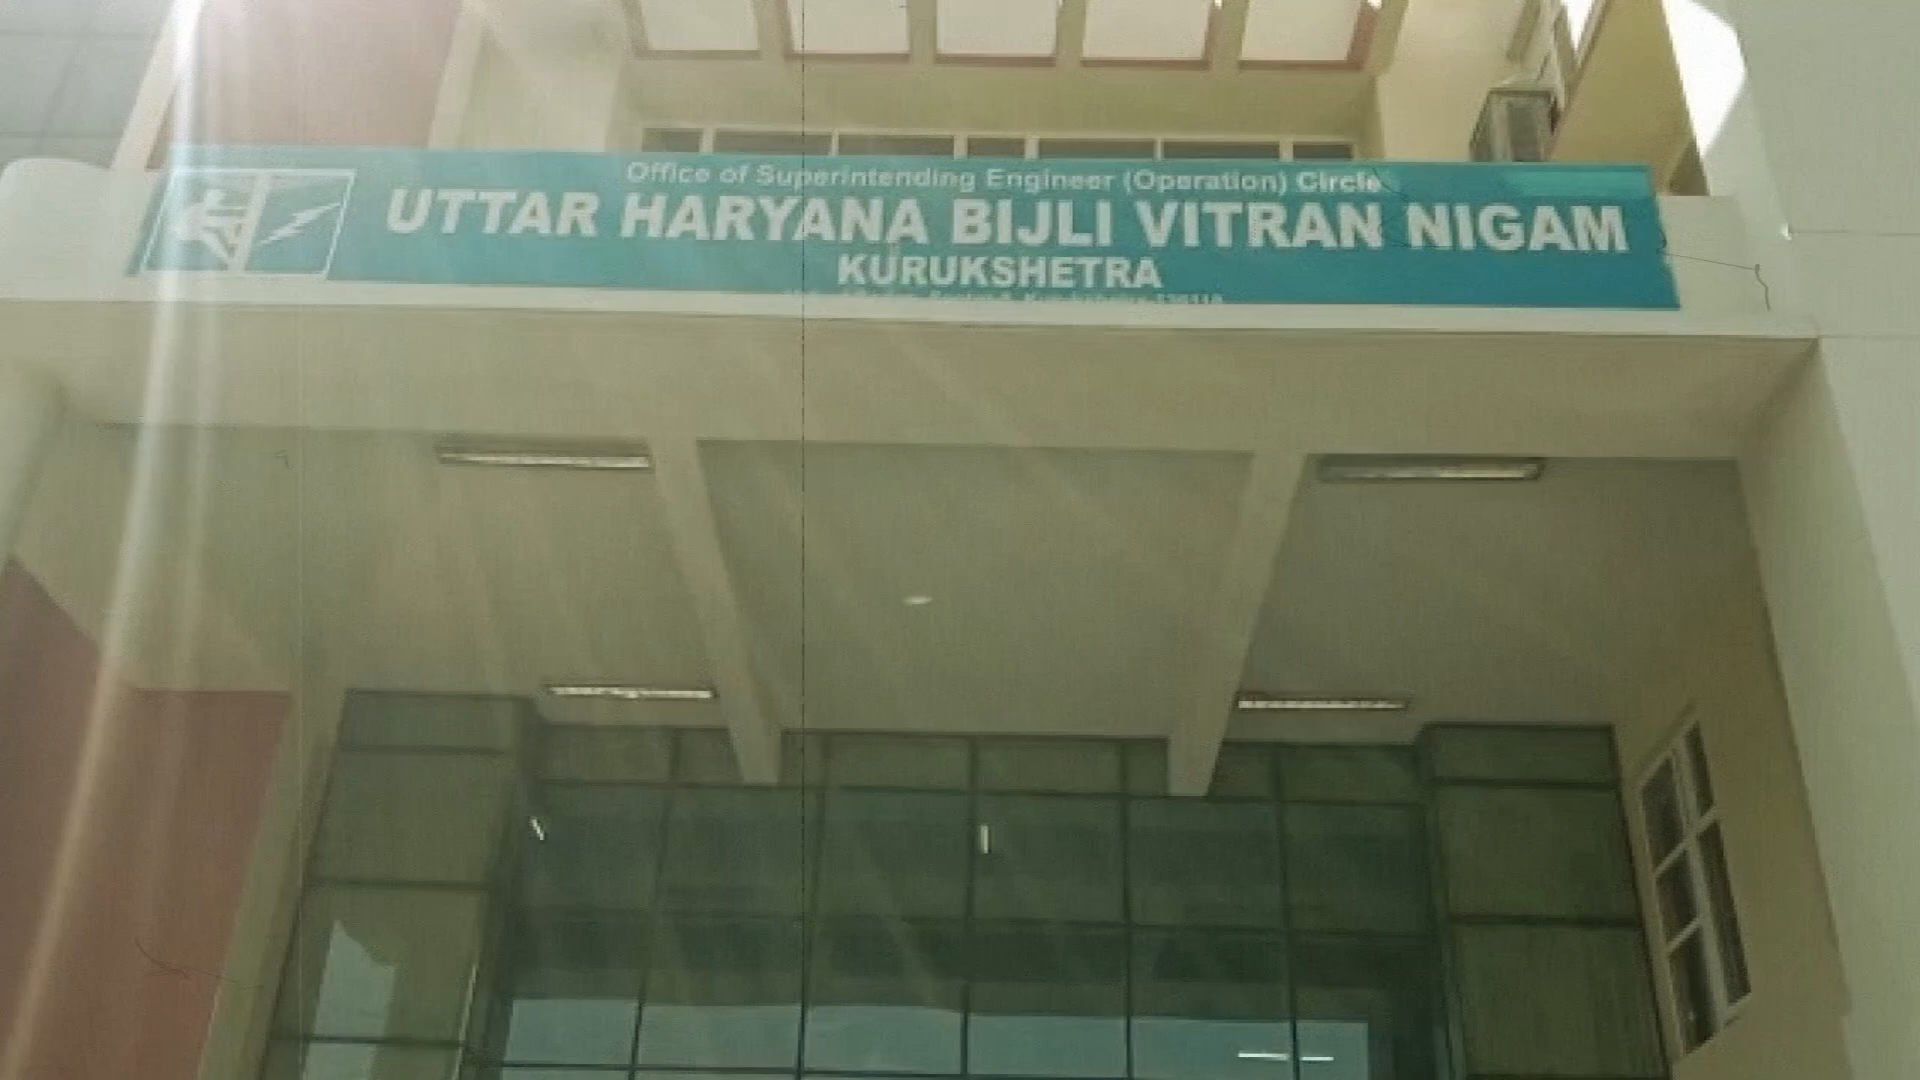 Office of Superintending Engineer (Operation) Circle
UTTAR HARYANA BIJLI VITRAN NIGAM
KURUKSHETRA